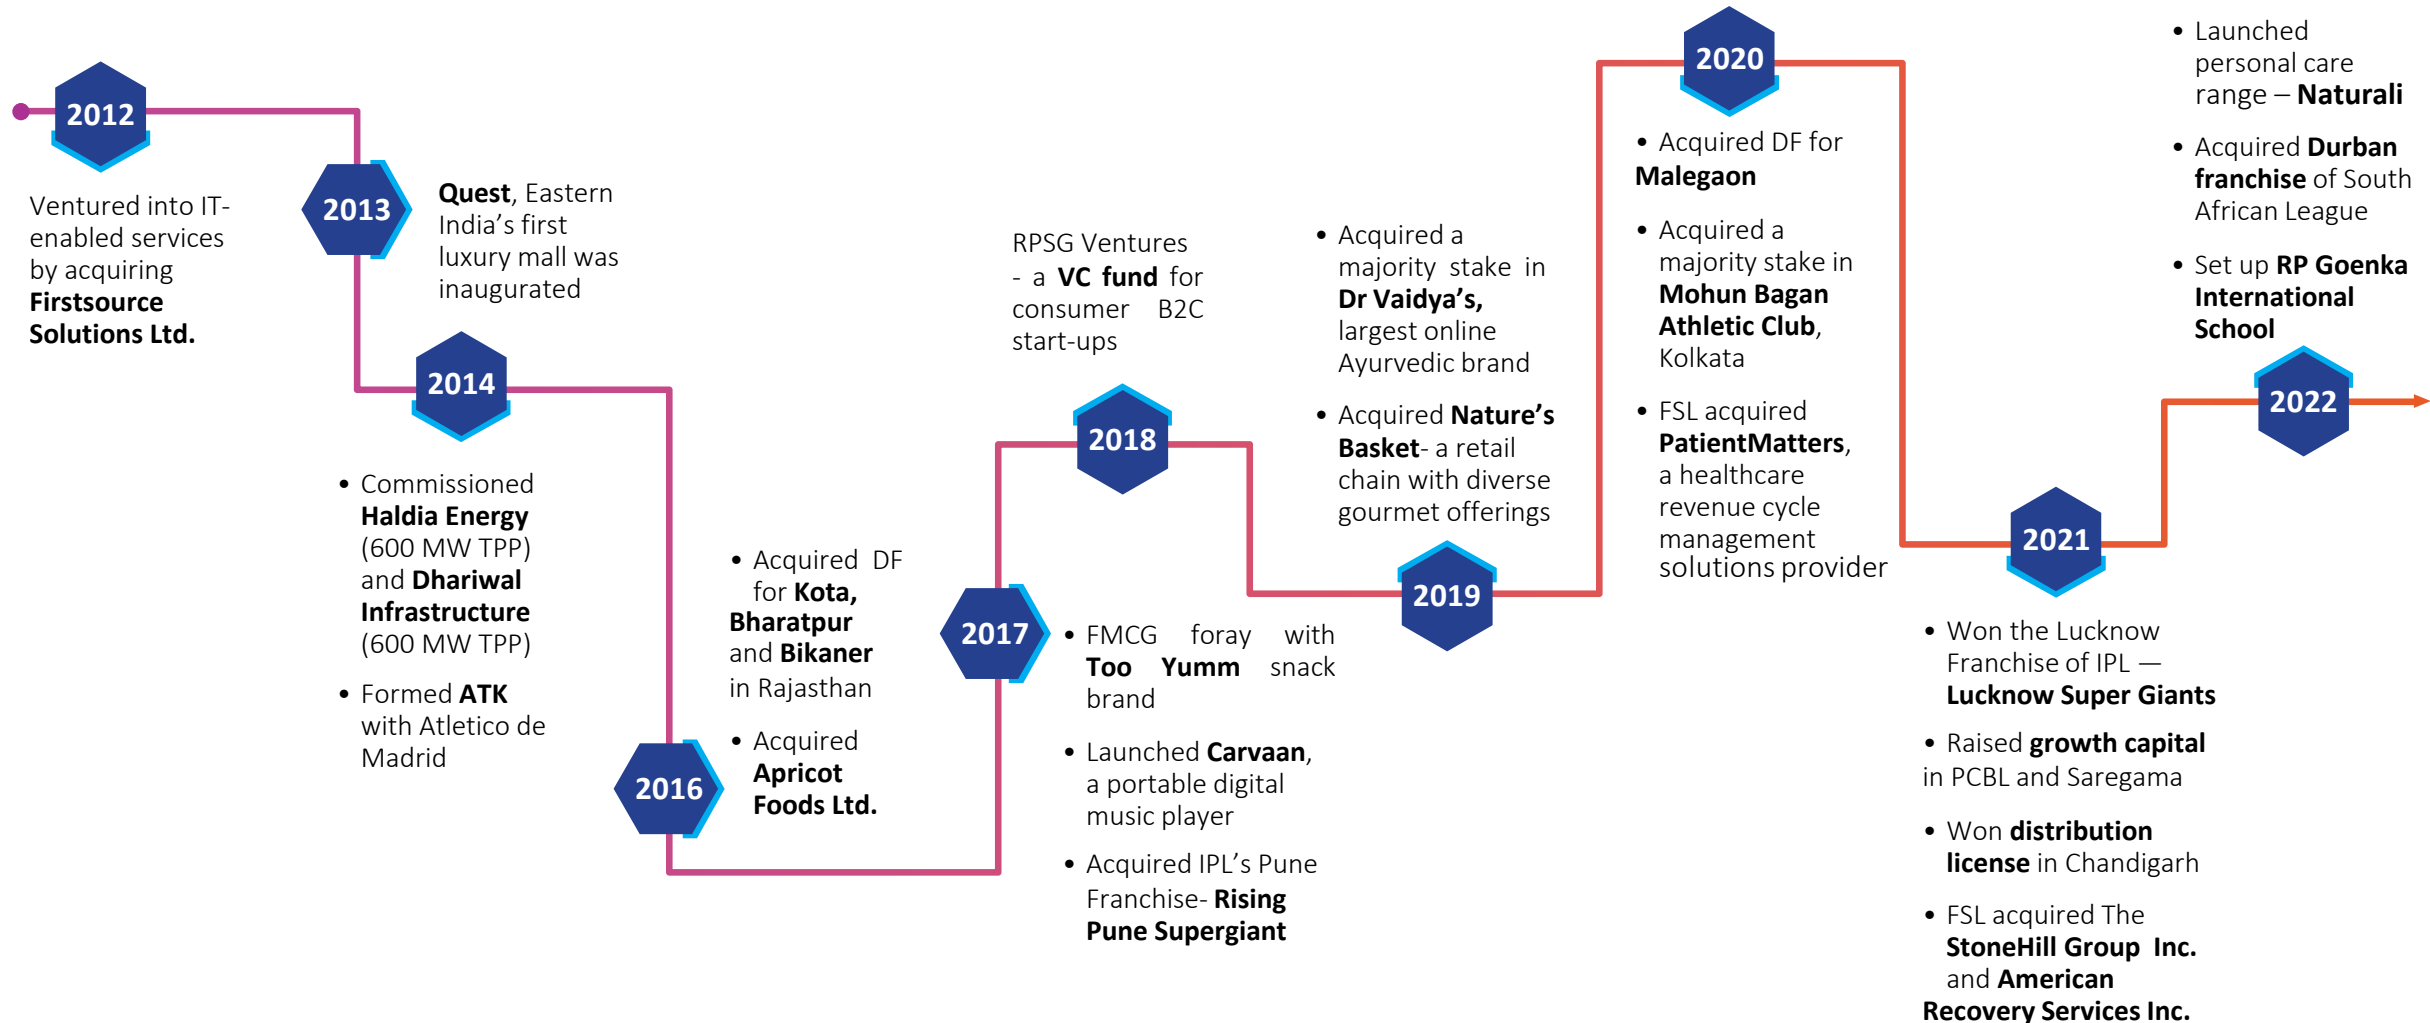 2012
Ventured into IT-
enabled services
by acquiring
Firstsource
Solutions Ltd.
2013
Quest, Eastern
India’s first
luxury mall was
inaugurated
2014
• Commissioned
Haldia Energy
(600 MW TPP)
and Dhariwal
Infrastructure
(600 MW TPP)
• Formed ATK
with Atletico de
Madrid
2016
• Acquired DF
for Kota,
Bharatpur
and Bikaner
in Rajasthan
• Acquired
Apricot
Foods Ltd.
2017
• FMCG foray with
Too Yumm snack
brand
• Launched Carvaan,
a portable digital
music player
• Acquired IPL’s Pune
Franchise- Rising
Pune Supergiant
RPSG Ventures
- a VC fund for
consumer B2C
start-ups
2018
• Acquired a
majority stake in
Dr Vaidya’s,
largest online
Ayurvedic brand
• Acquired Nature’s
Basket- a retail
chain with diverse
gourmet offerings
2019
2020
• Acquired DF for
Malegaon
• Acquired a
majority stake in
Mohun Bagan
Athletic Club,
Kolkata
• FSL acquired
PatientMatters,
a healthcare
revenue cycle
management
solutions provider
2021
• Won the Lucknow
Franchise of IPL —
Lucknow Super Giants
• Raised growth capital
in PCBL and Saregama
• Won distribution
license in Chandigarh
• FSL acquired The
StoneHill Group Inc.
and American
Recovery Services Inc.
• Launched
personal care
range – Naturali
• Acquired Durban
franchise of South
African League
• Set up RP Goenka
International
School
2022